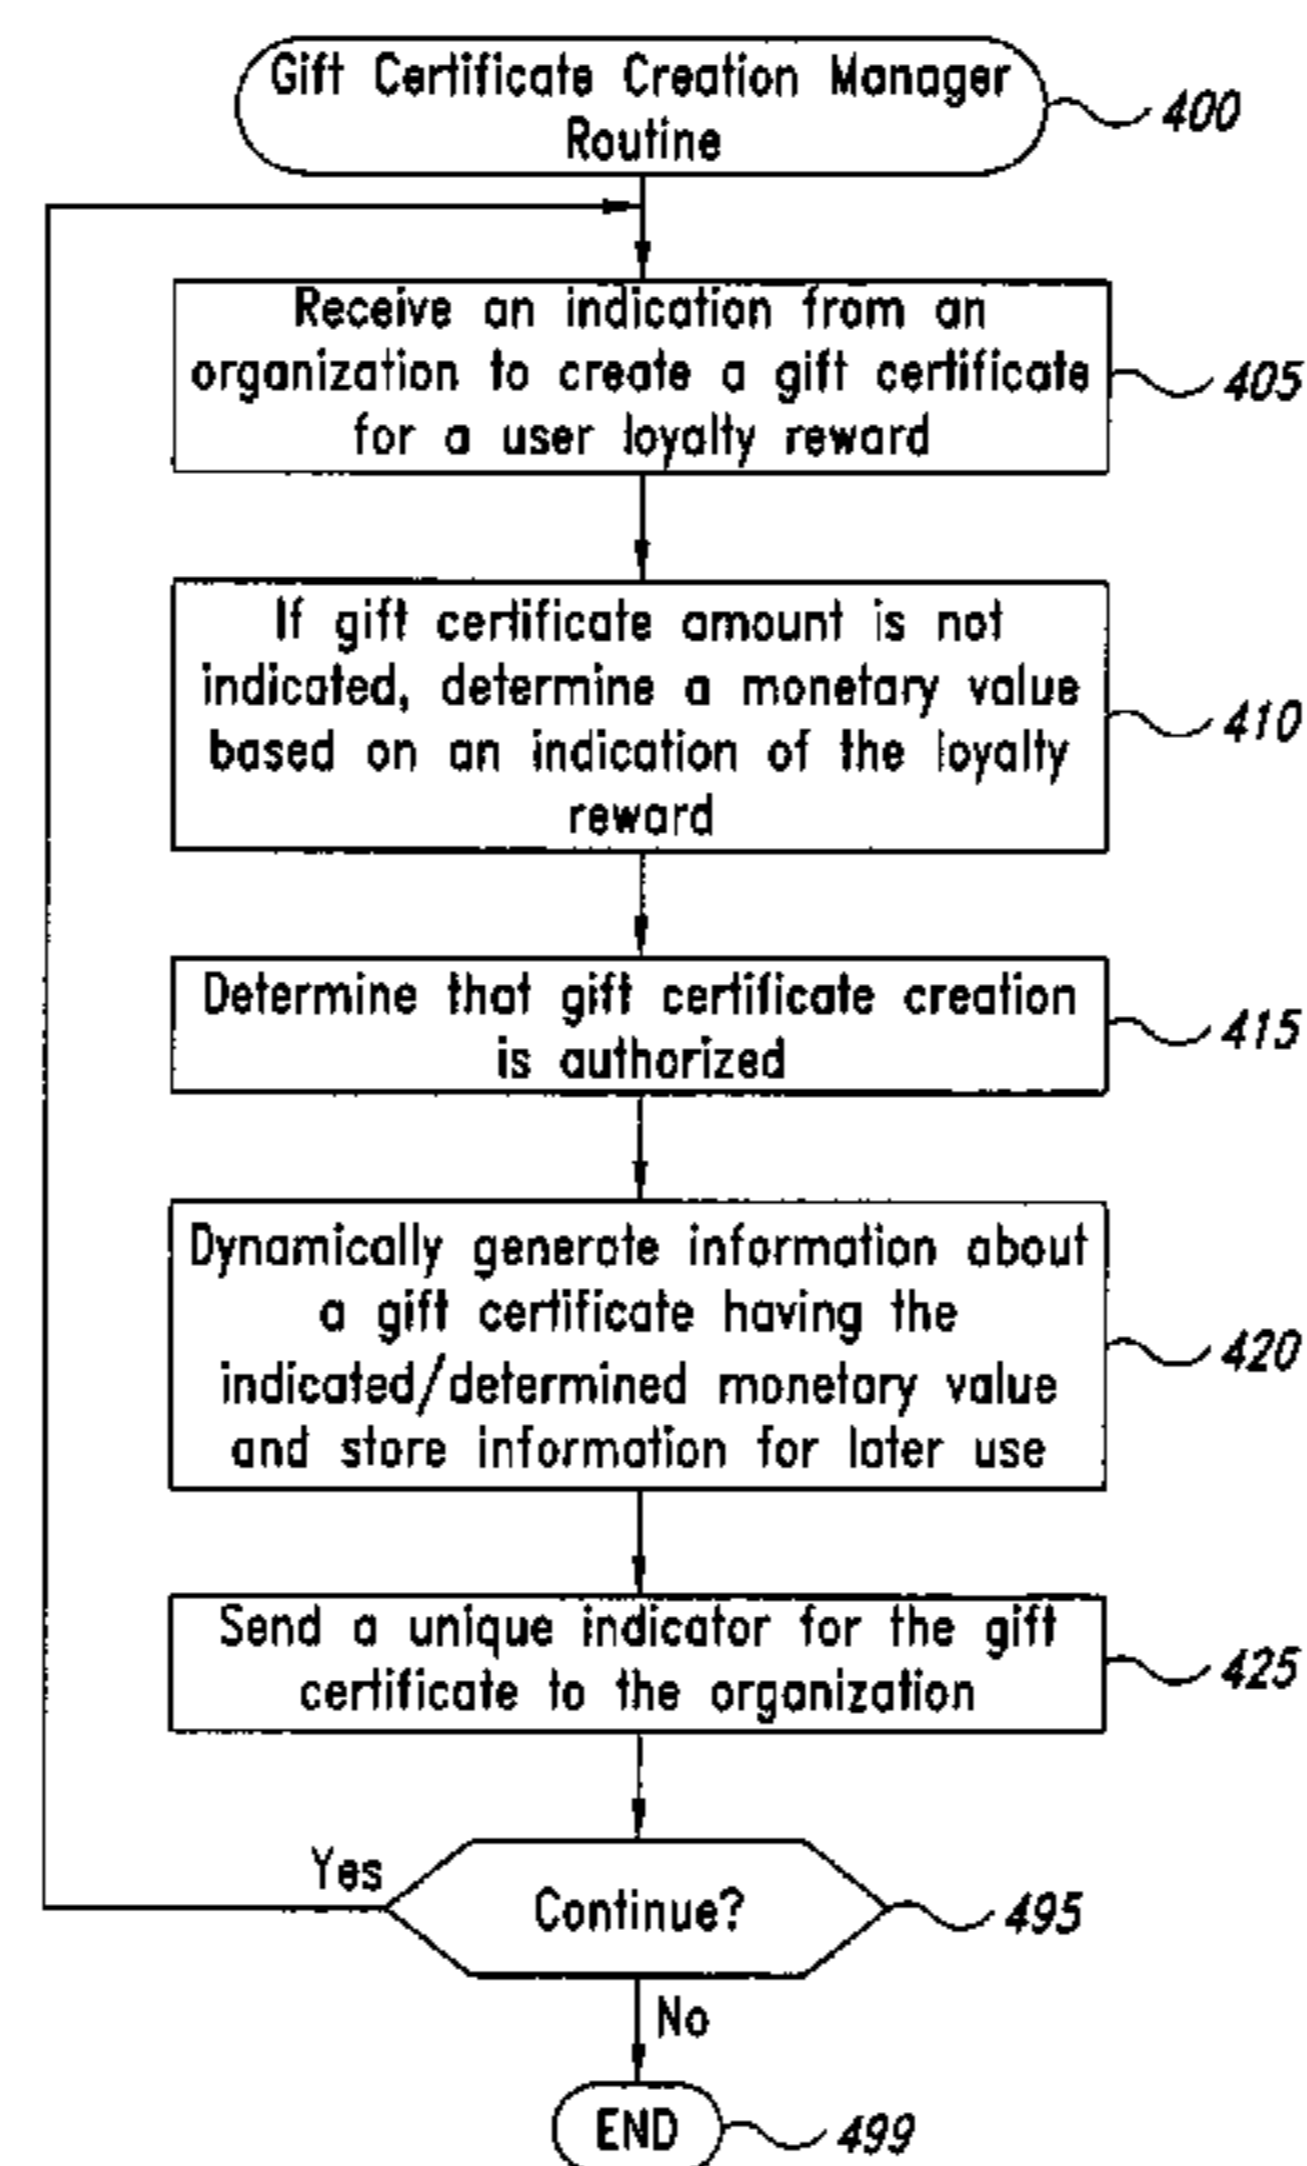 Gift Certificate Creation Manager
Routine
400
Receive an indication from an
organization to create a gift certificate
for a user loyalty reward
405
If gift certificate amount is not
indicated, determine a monetary value
based on an indication of the loyalty
reward
410
Determine that gift certificate creation
is authorized
415
Dynamically generate information about
a gift certificate having the
indicated/determined monetary value
and store information for later use
420
Send a unique indicator for the gift
certificate to the organization
425
Yes
Continue?
495
No
END
499